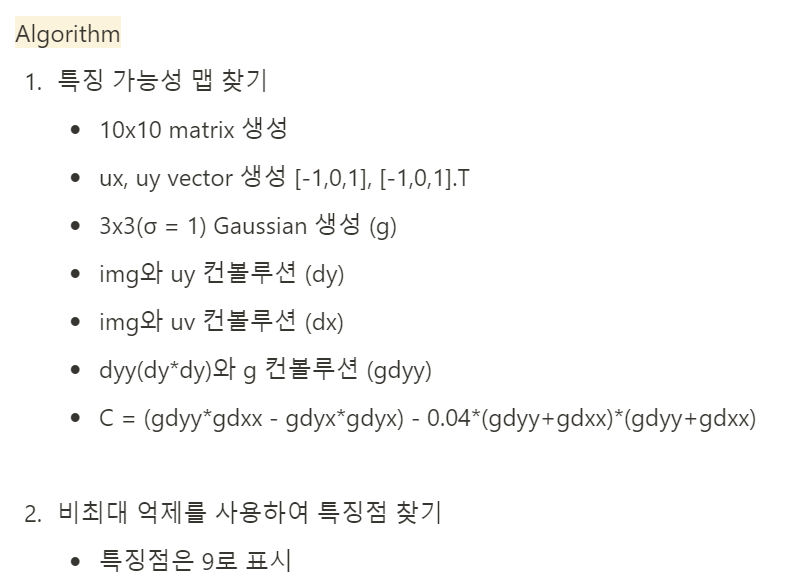 Algorithm
1. 특징 가능성 맵 찾기
• 10x10 matrix 생성
• ux, uy vector 생성 [-1,0,1], [-1,0,1].T
• 3x3(σ = 1) Gaussian 생성 (g)
• img와 uy 컨볼루션 (dy)
• img와 uv 컨볼루션 (dx)
• dyy(dy*dy)와 g 컨볼루션 (gdyy)
• C = (gdyy*gdxx - gdyx*gdyx) - 0.04*(gdyy+gdxx)*(gdyy+gdxx)
2. 비최대 억제를 사용하여 특징점 찾기
• 특징점은 9로 표시